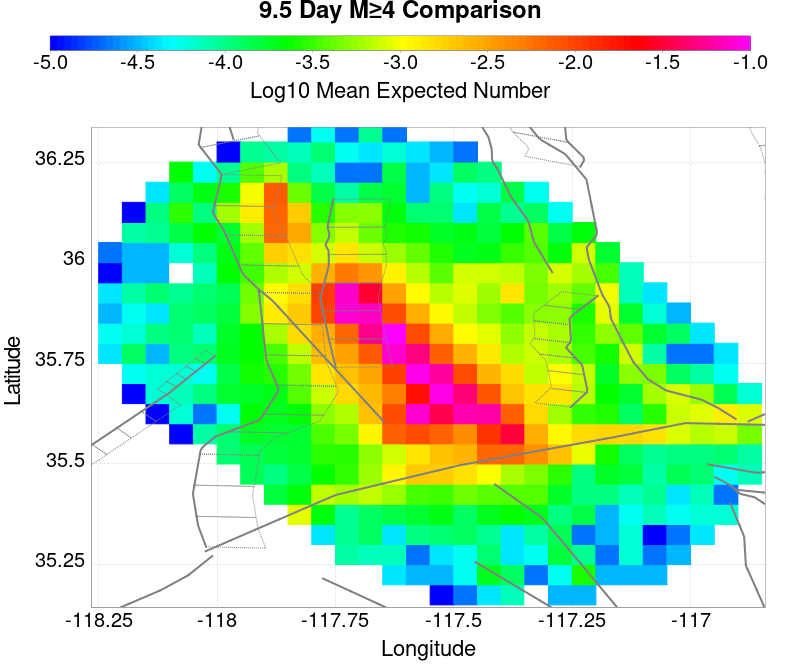 9.5 Day M≥4 Comparison
-5.0 -4.5 -4.0 -3.5 -3.0 -2.5 -2.0 -1.5 -1.0
Log10 Mean Expected Number
36.25
36
35.75
35.5
35.25
Latitude
-118.25 -118 -117.75 -117.5 -117.25 -117
Longitude